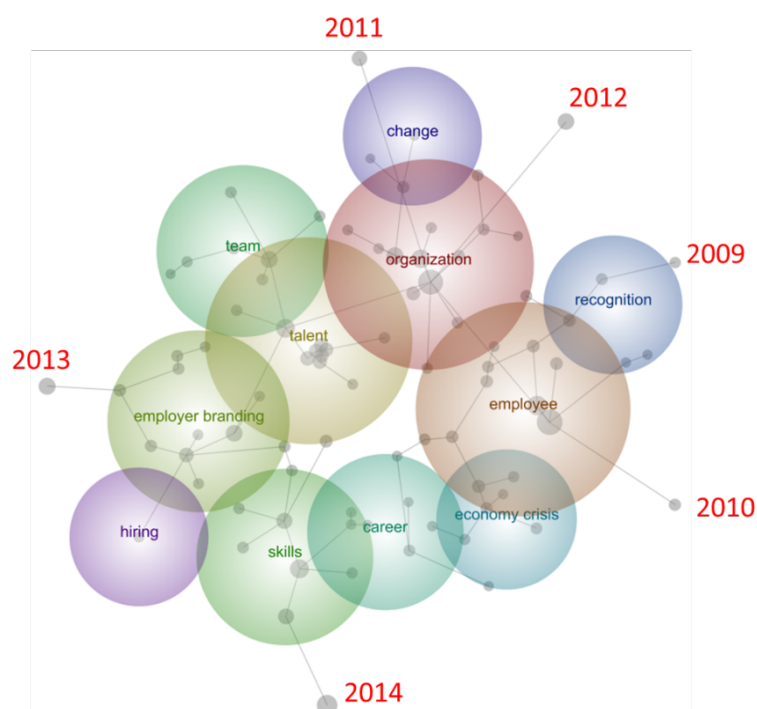 2011
2012
change
team
organization
2009
recognition
talent
2013
employer branding
employee
economy crisis
2010
hiring
career
skills
2014